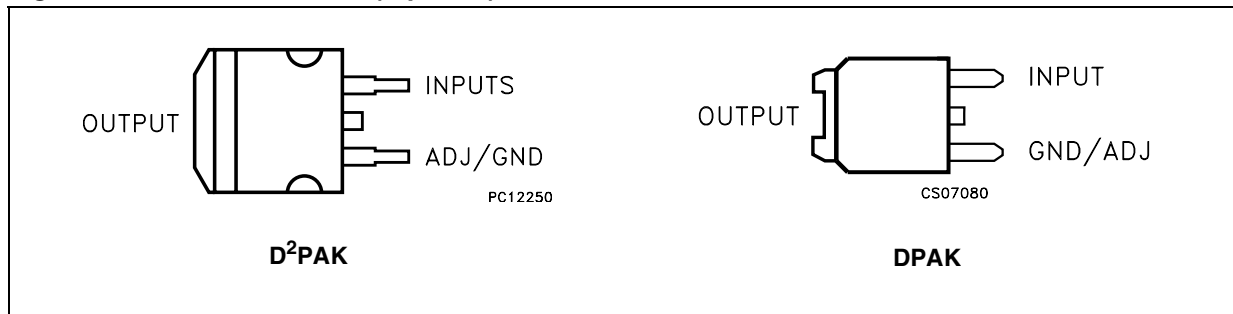 INPUTS
OUTPUT
ADJ/GND
PC12250
D²PAK
INPUT
OUTPUT
GND/ADJ
CS07080
DPAK